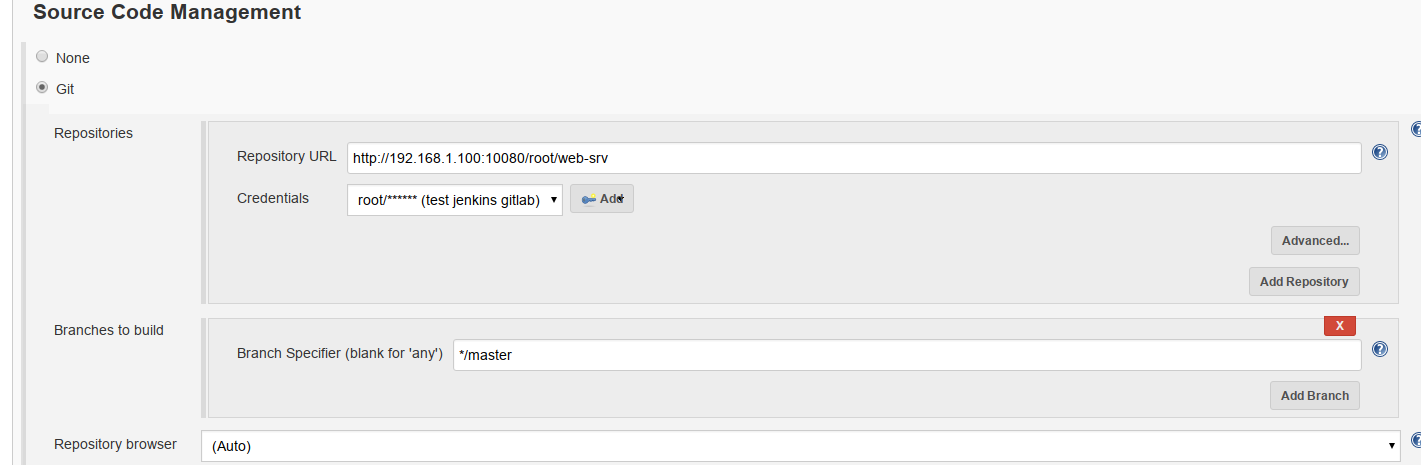 Source Code Management
None
Git
Repositories
Repository URL http://192.168.1.100:10080/root/web-srv
Credentials root/****** (test jenkins gitlab) Add
Advanced...
Add Repository
Branches to build
X
Branch Specifier (blank for 'any') */master
Add Branch
Repository browser (Auto)